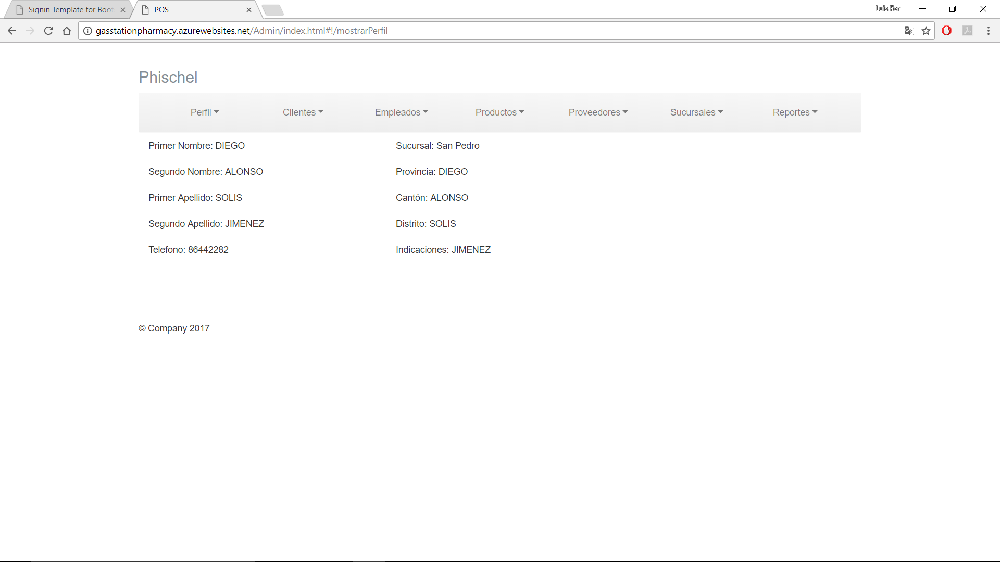 Signin Template for Boot
POS
Luis Fer
gasstationpharmacy.azurewebsites.net/Admin/index.html#!/mostrarPerfil
Phischel
Perfil Clientes Empleados Productos Proveedores Sucursales Reportes
Primer Nombre: DIEGO
Sucursal: San Pedro
Segundo Nombre: ALONSO
Provincia: DIEGO
Primer Apellido: SOLIS
Cantón: ALONSO
Segundo Apellido: JIMENEZ
Distrito: SOLIS
Telefono: 86442282
Indicaciones: JIMENEZ
© Company 2017